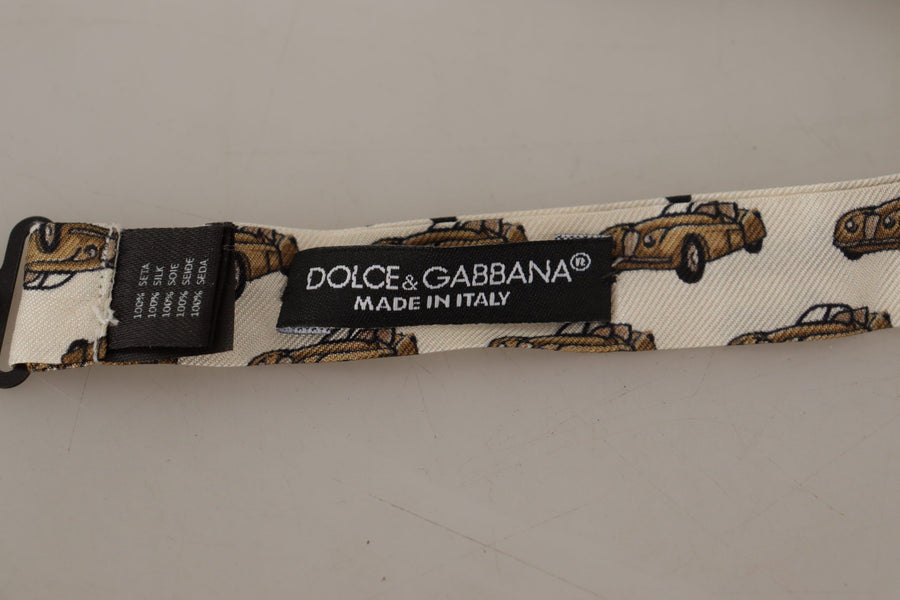 100% SETA
100% SILK
100% SOIE
100% SEIDE
100% SEDA
DOLCE & GABBANA®
MADE IN ITALY